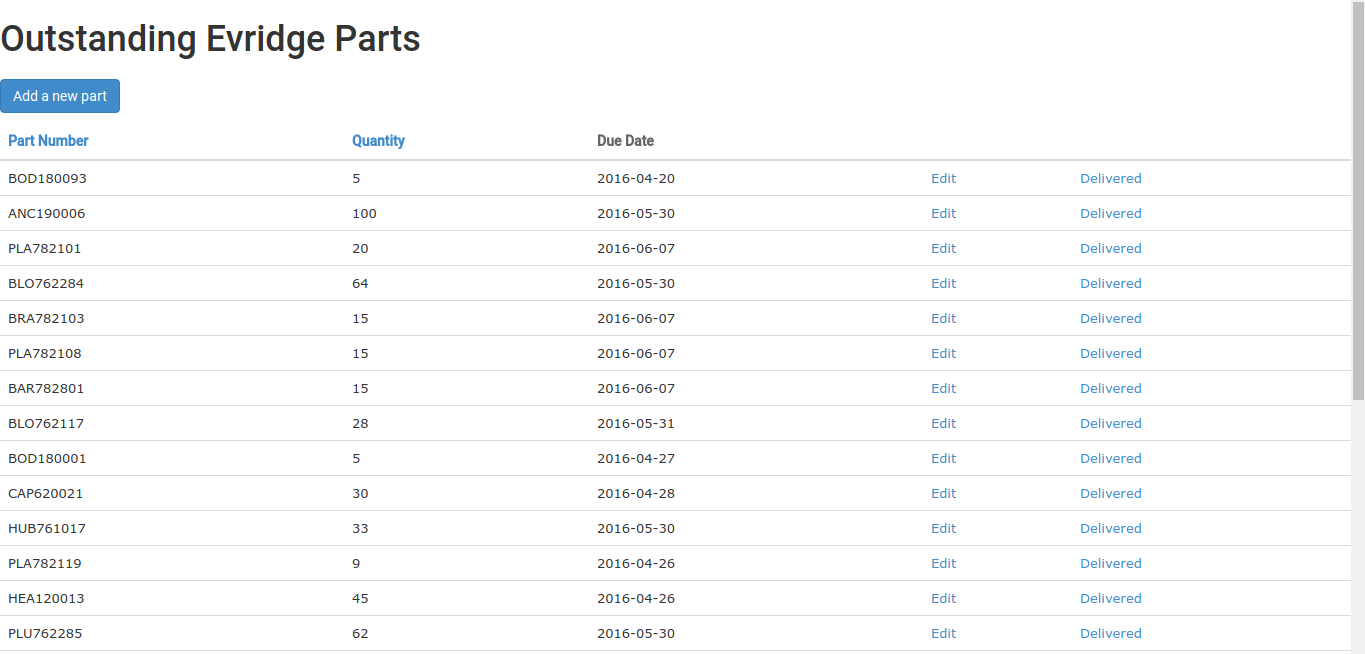 Outstanding Evridge Parts
Add a new part
Part Number Quantity Due Date
BOD180093 5 2016-04-20 Edit Delivered
ANC190006 100 2016-05-30 Edit Delivered
PLA782101 20 2016-06-07 Edit Delivered
BLO762284 64 2016-05-30 Edit Delivered
BRA782103 15 2016-06-07 Edit Delivered
PLA782108 15 2016-06-07 Edit Delivered
BAR782801 15 2016-06-07 Edit Delivered
BLO762117 28 2016-05-31 Edit Delivered
BOD180001 5 2016-04-27 Edit Delivered
CAP620021 30 2016-04-28 Edit Delivered
HUB761017 33 2016-05-30 Edit Delivered
PLA782119 9 2016-04-26 Edit Delivered
HEA120013 45 2016-04-26 Edit Delivered
PLU762285 62 2016-05-30 Edit Delivered